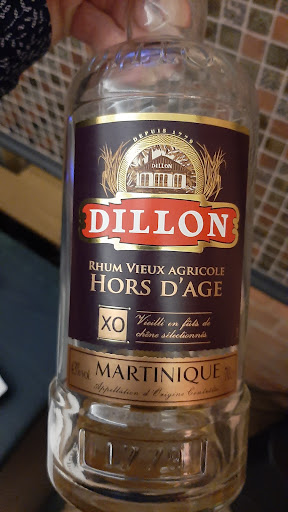 DEPUIS 1779
DILLON
DILLON
RHUM VIEUX AGRICOLE
HORS D'AGE
XO
Vieilli en fûts de
chêne sélectionnés
MARTINIQUE
Appellation d'Origine Contrôlée
1779